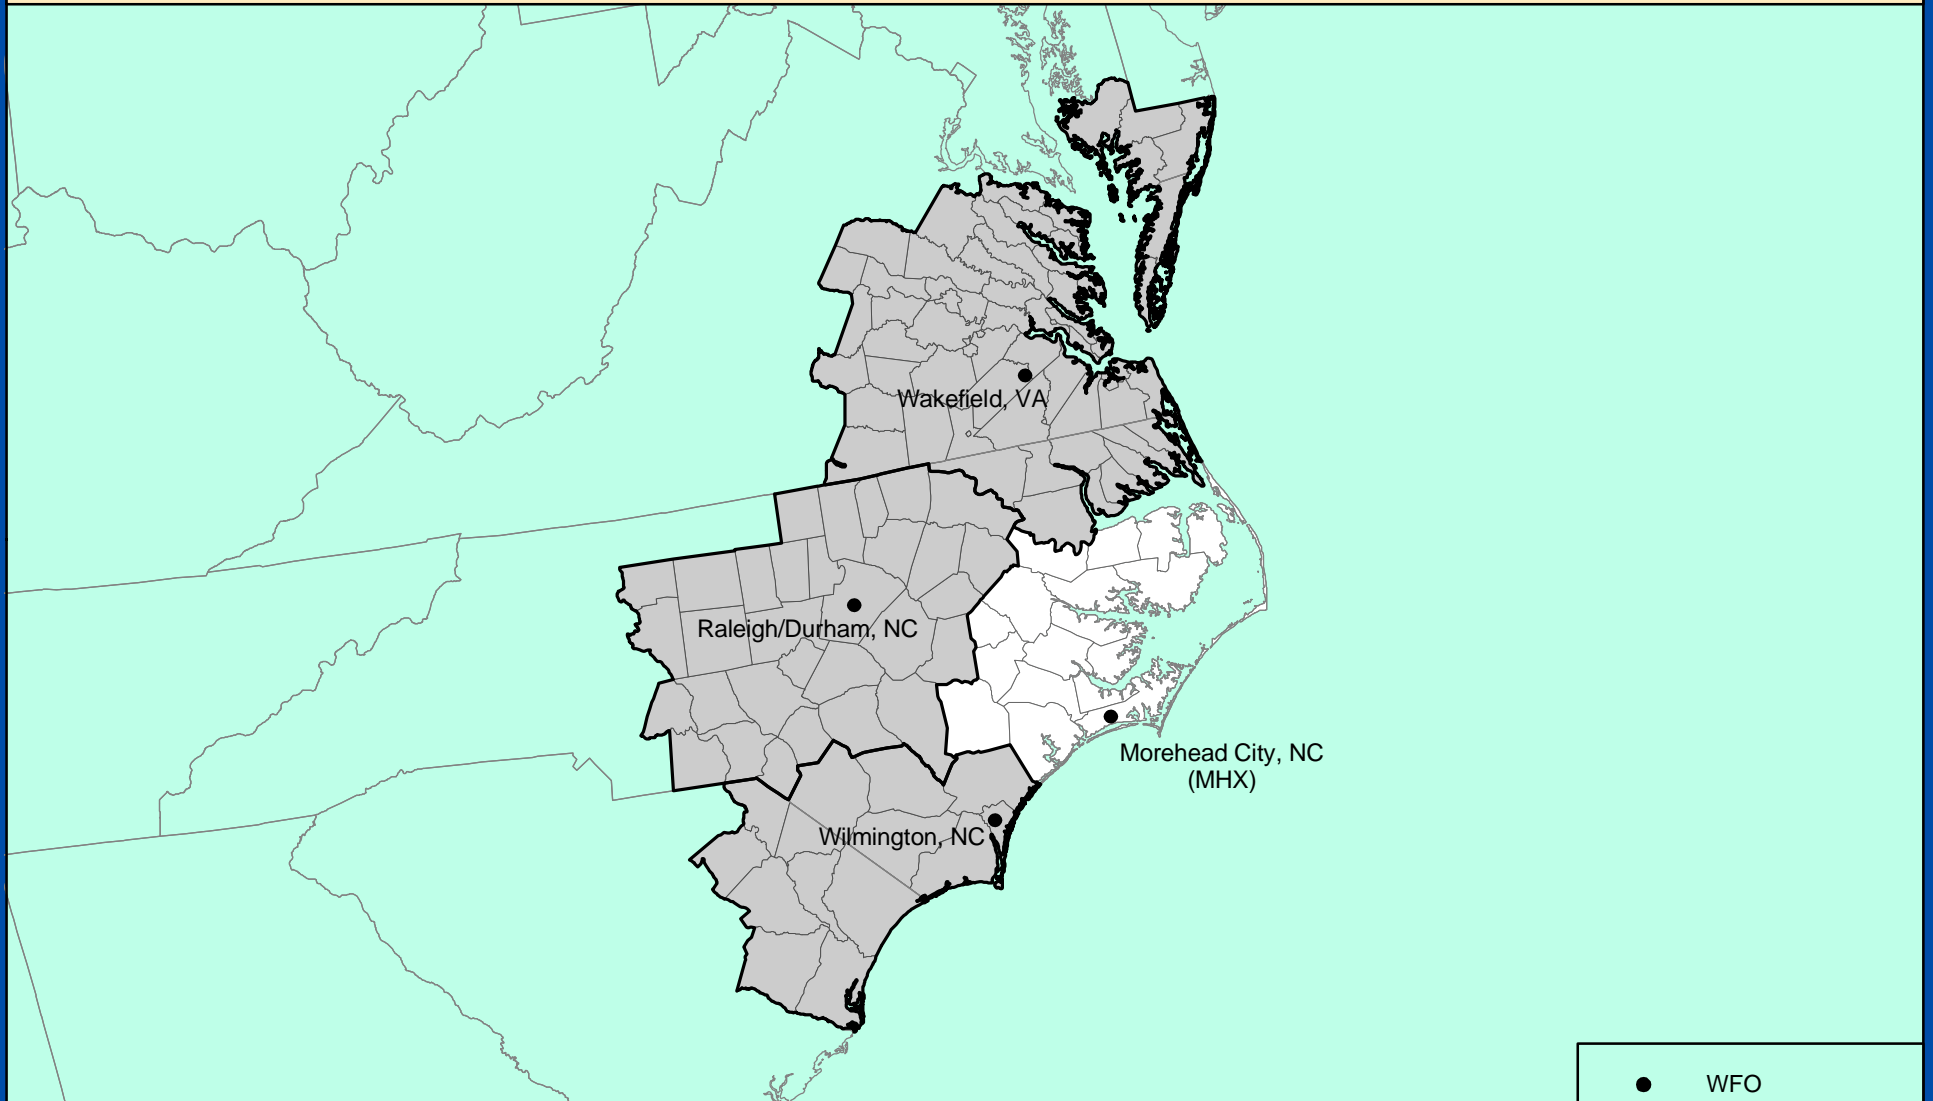 Wakefield, VA
Raleigh/Durham, NC
Morehead City, NC
(MHX)
Wilmington, NC
WFO